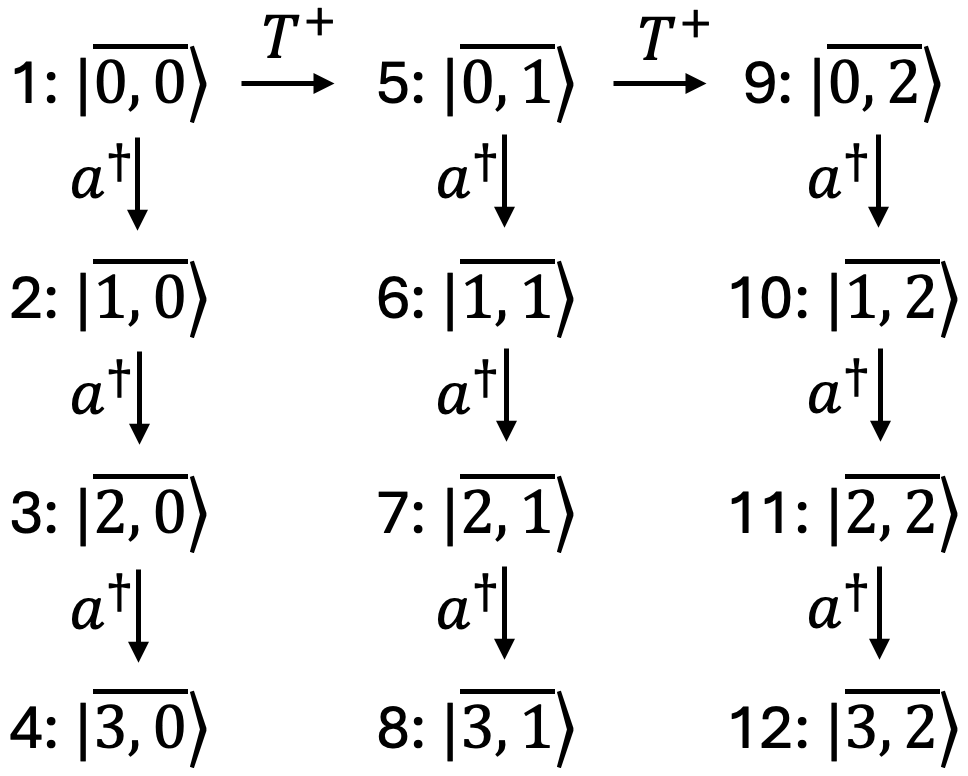 T⁺ T⁺
1: |0, 0⟩ 5: |0, 1⟩ 9: |0, 2⟩
a† a† a†
2: |1, 0⟩ 6: |1, 1⟩ 10: |1, 2⟩
a† a† a†
3: |2, 0⟩ 7: |2, 1⟩ 11: |2, 2⟩
a† a† a†
4: |3, 0⟩ 8: |3, 1⟩ 12: |3, 2⟩